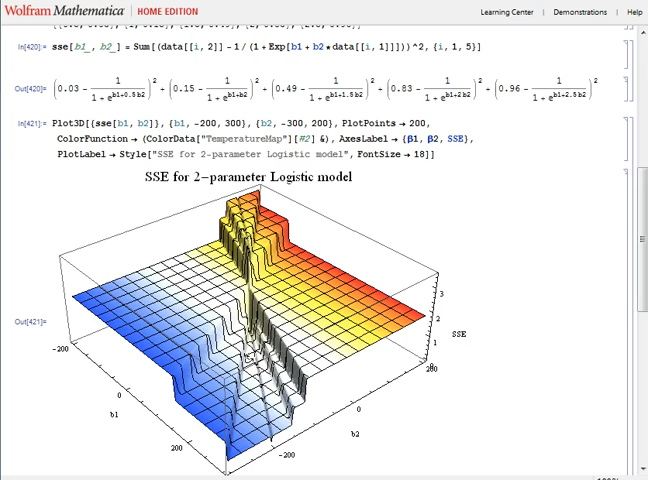 Wolfram Mathematica | HOME EDITION Learning Center | Demonstrations | Help
In[420]:= sse[b1_, b2_] = Sum[(data[[i, 2]] - 1 / (1 + Exp[b1 + b2 * data[[i, 1]]]))^2, {i, 1, 5}]
Out[420]= (0.03 - 1/(1 + e^(b1+0.5 b2)))^2 + (0.15 - 1/(1 + e^(b1+b2)))^2 + (0.49 - 1/(1 + e^(b1+1.5 b2)))^2 + (0.83 - 1/(1 + e^(b1+2 b2)))^2 + (0.96 - 1/(1 + e^(b1+2.5 b2)))^2
In[421]:= Plot3D[{sse[b1, b2]}, {b1, -200, 300}, {b2, -300, 200}, PlotPoints → 200,
ColorFunction → (ColorData["TemperatureMap"][#2] &), AxesLabel → {β1, β2, SSE},
PlotLabel → Style["SSE for 2-parameter Logistic model", FontSize → 18]]
SSE for 2-parameter Logistic model
Out[421]=
3
2
1
SSE
-200
0
b1
200
-200
0
b2
200